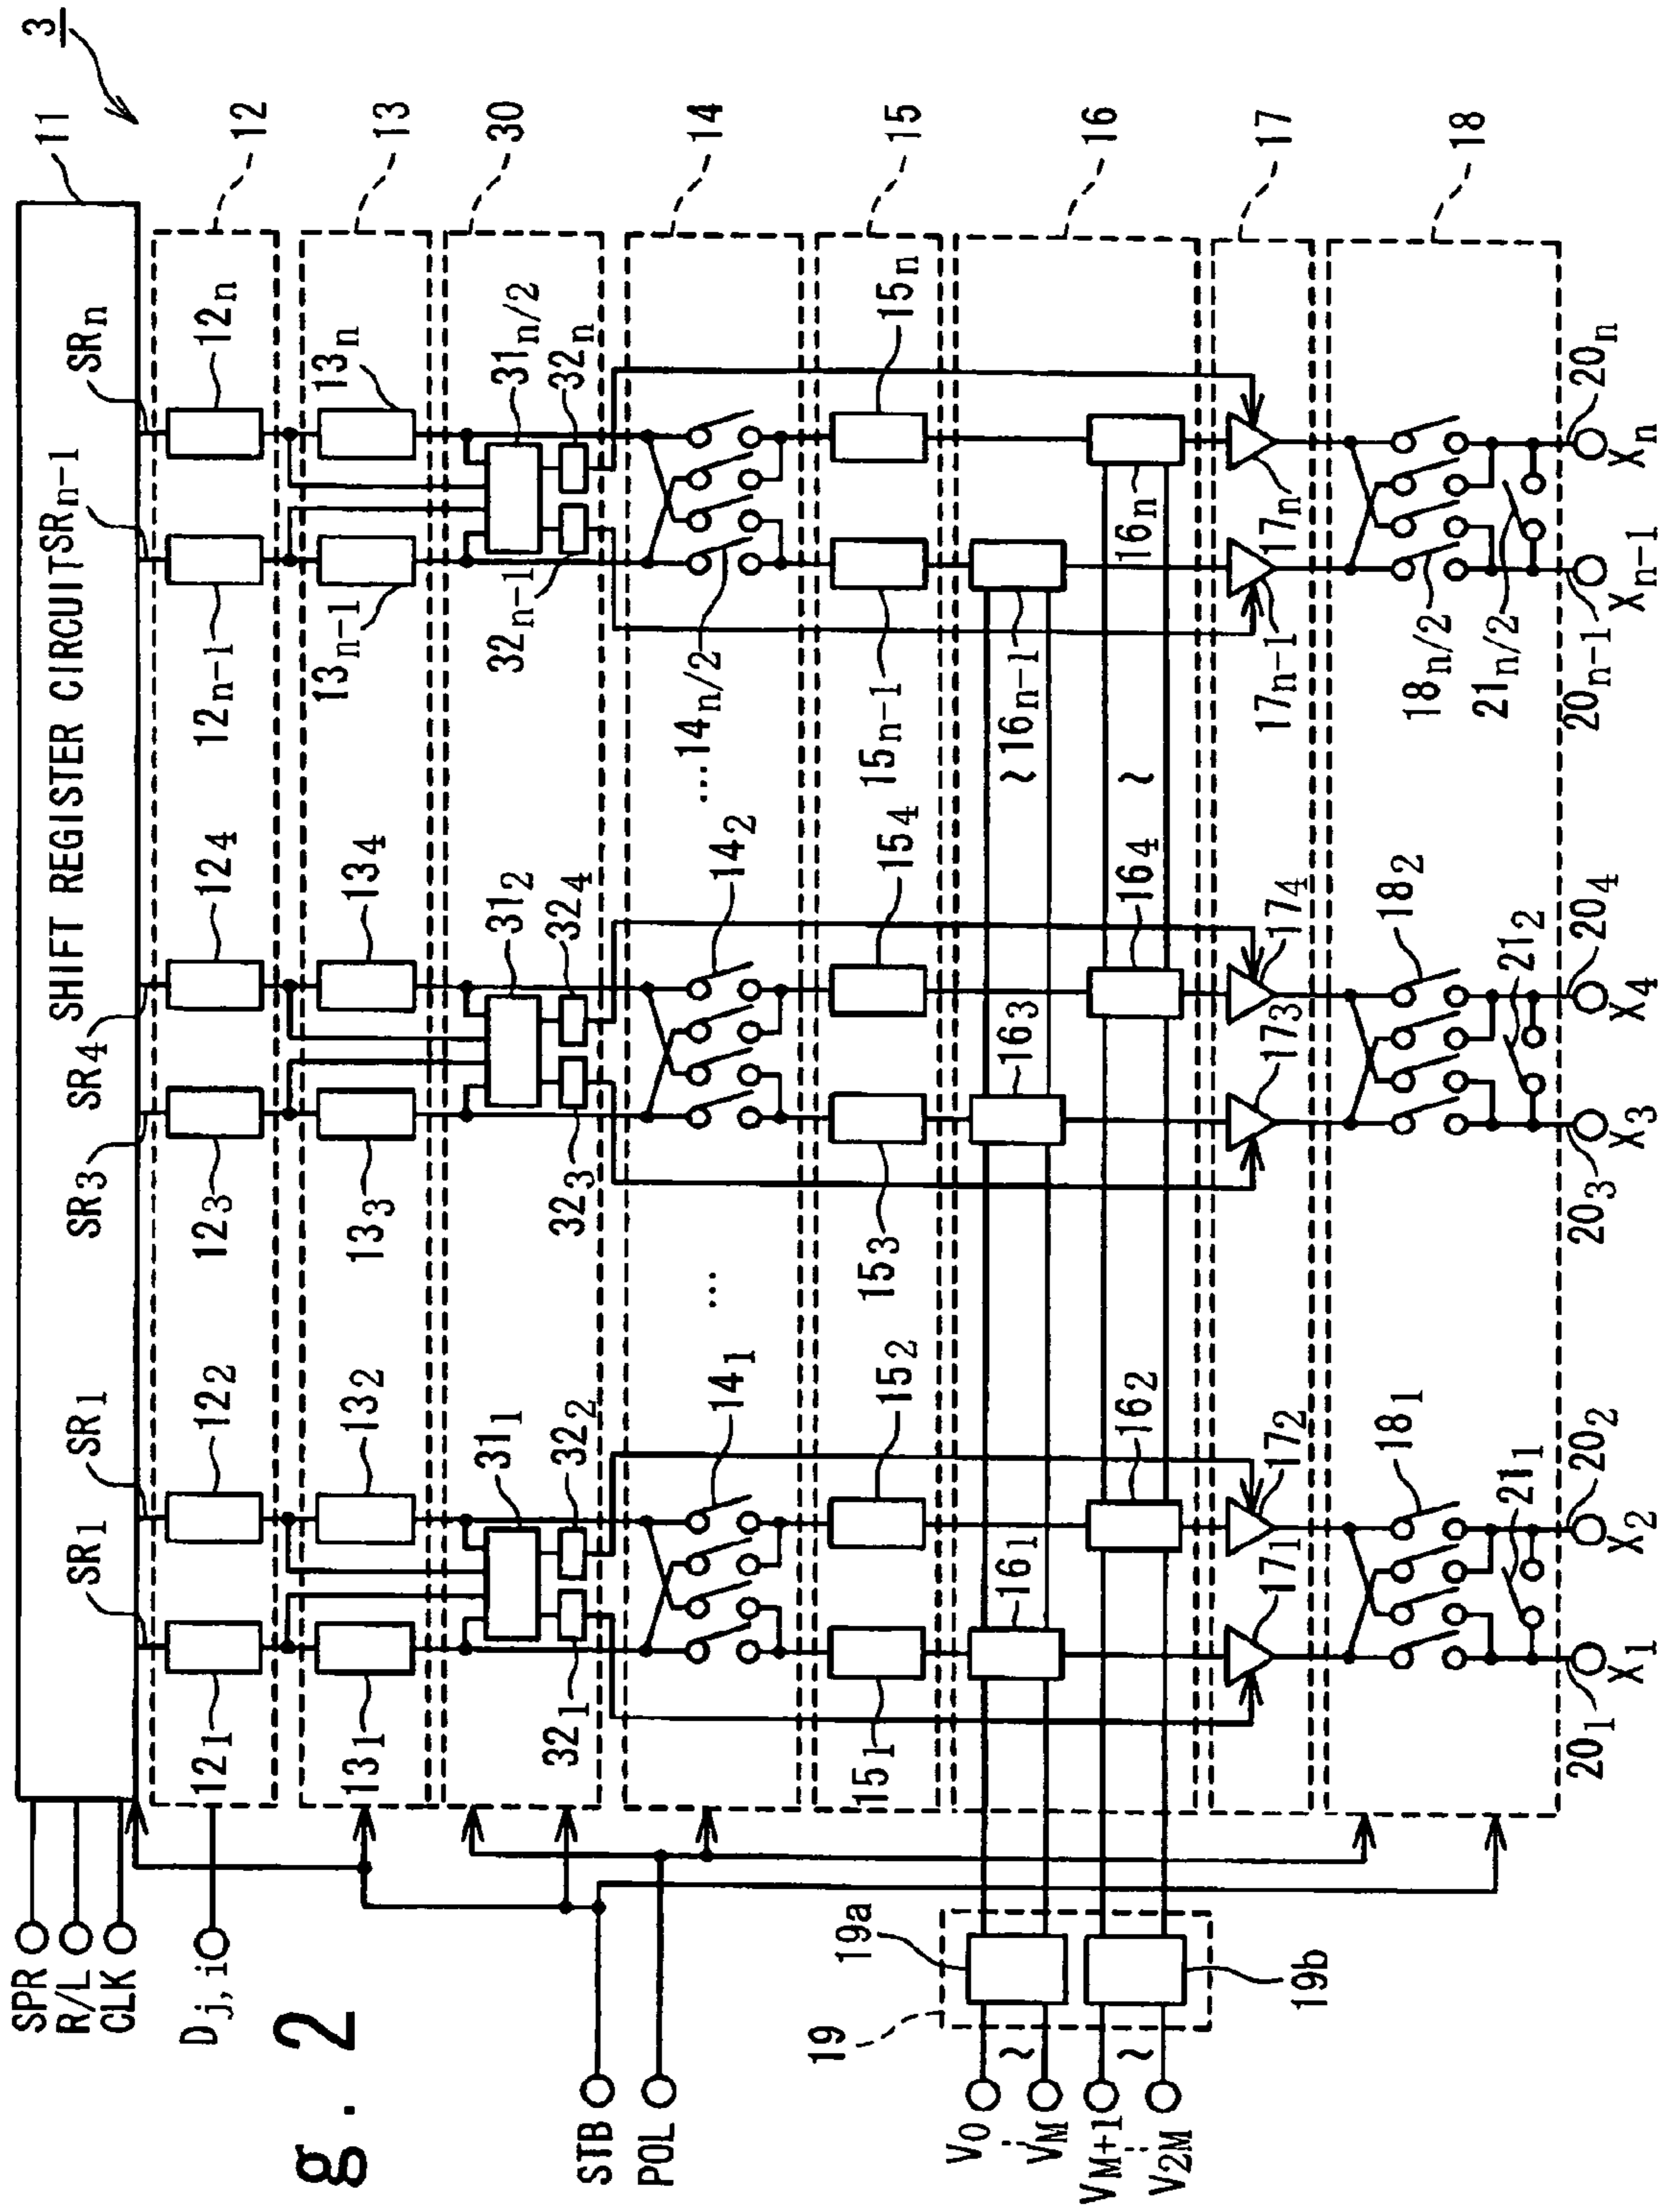 3
11
SHIFT REGISTER CIRCUIT
SPR
R/L
CLK
SR1
SR1
SR3
SR4
SRn-1
SRn
12
121
122
123
124
12n-1
12n
Dj,i
13
131
132
133
134
13n-1
13n
g. 2
30
311
312
31n/2
321
322
323
324
32n-1
32n
STB
POL
14
141
...
142
...14n/2
15
151
152
153
154
15n-1
15n
19
19a
19b
V0
VM
VM+1
V2M
16
161
162
163
164
~16n-1
16n
17
171
172
173
174
17n-1
17n
18
181
182
18n/2
211
212
21n/2
201
202
203
204
20n-1
20n
X1
X2
X3
X4
Xn-1
Xn